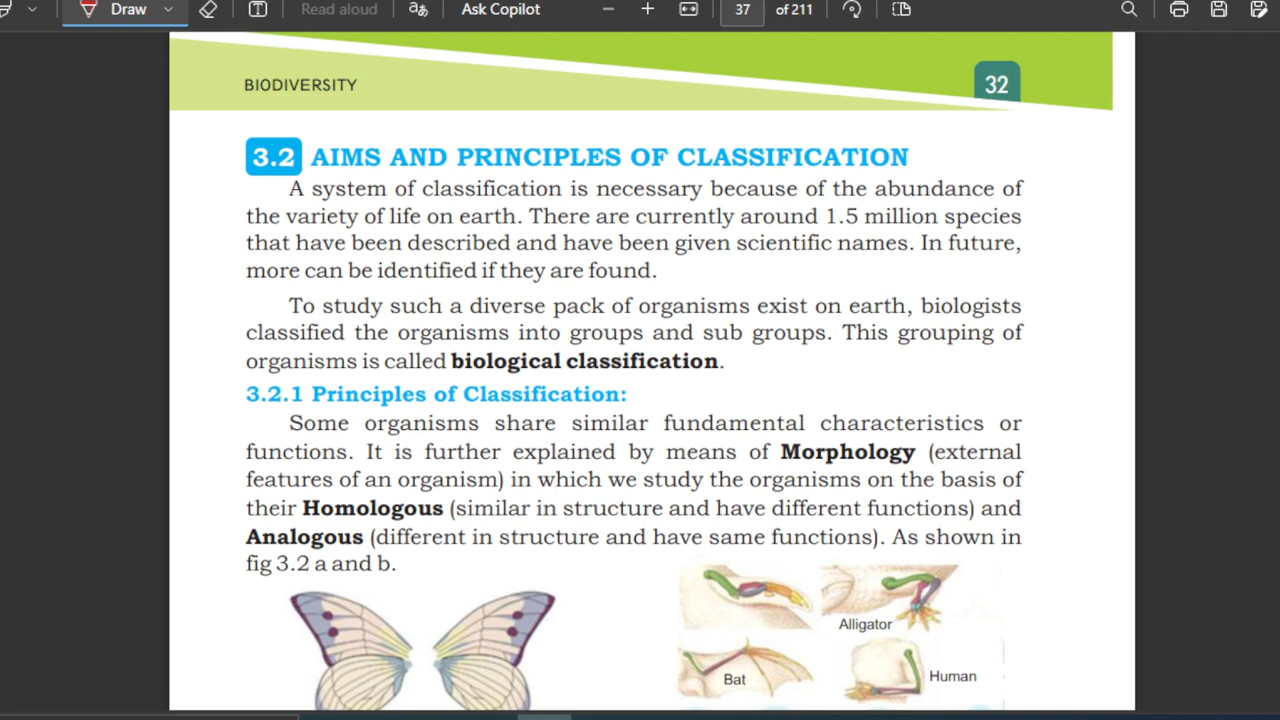 Draw
Read aloud
aあ
Ask Copilot
37
of 211
BIODIVERSITY
32
3.2 AIMS AND PRINCIPLES OF CLASSIFICATION
A system of classification is necessary because of the abundance of
the variety of life on earth. There are currently around 1.5 million species
that have been described and have been given scientific names. In future,
more can be identified if they are found.
To study such a diverse pack of organisms exist on earth, biologists
classified the organisms into groups and sub groups. This grouping of
organisms is called biological classification.
3.2.1 Principles of Classification:
Some organisms share similar fundamental characteristics or
functions. It is further explained by means of Morphology (external
features of an organism) in which we study the organisms on the basis of
their Homologous (similar in structure and have different functions) and
Analogous (different in structure and have same functions). As shown in
fig 3.2 a and b.
Alligator
Bat
Human